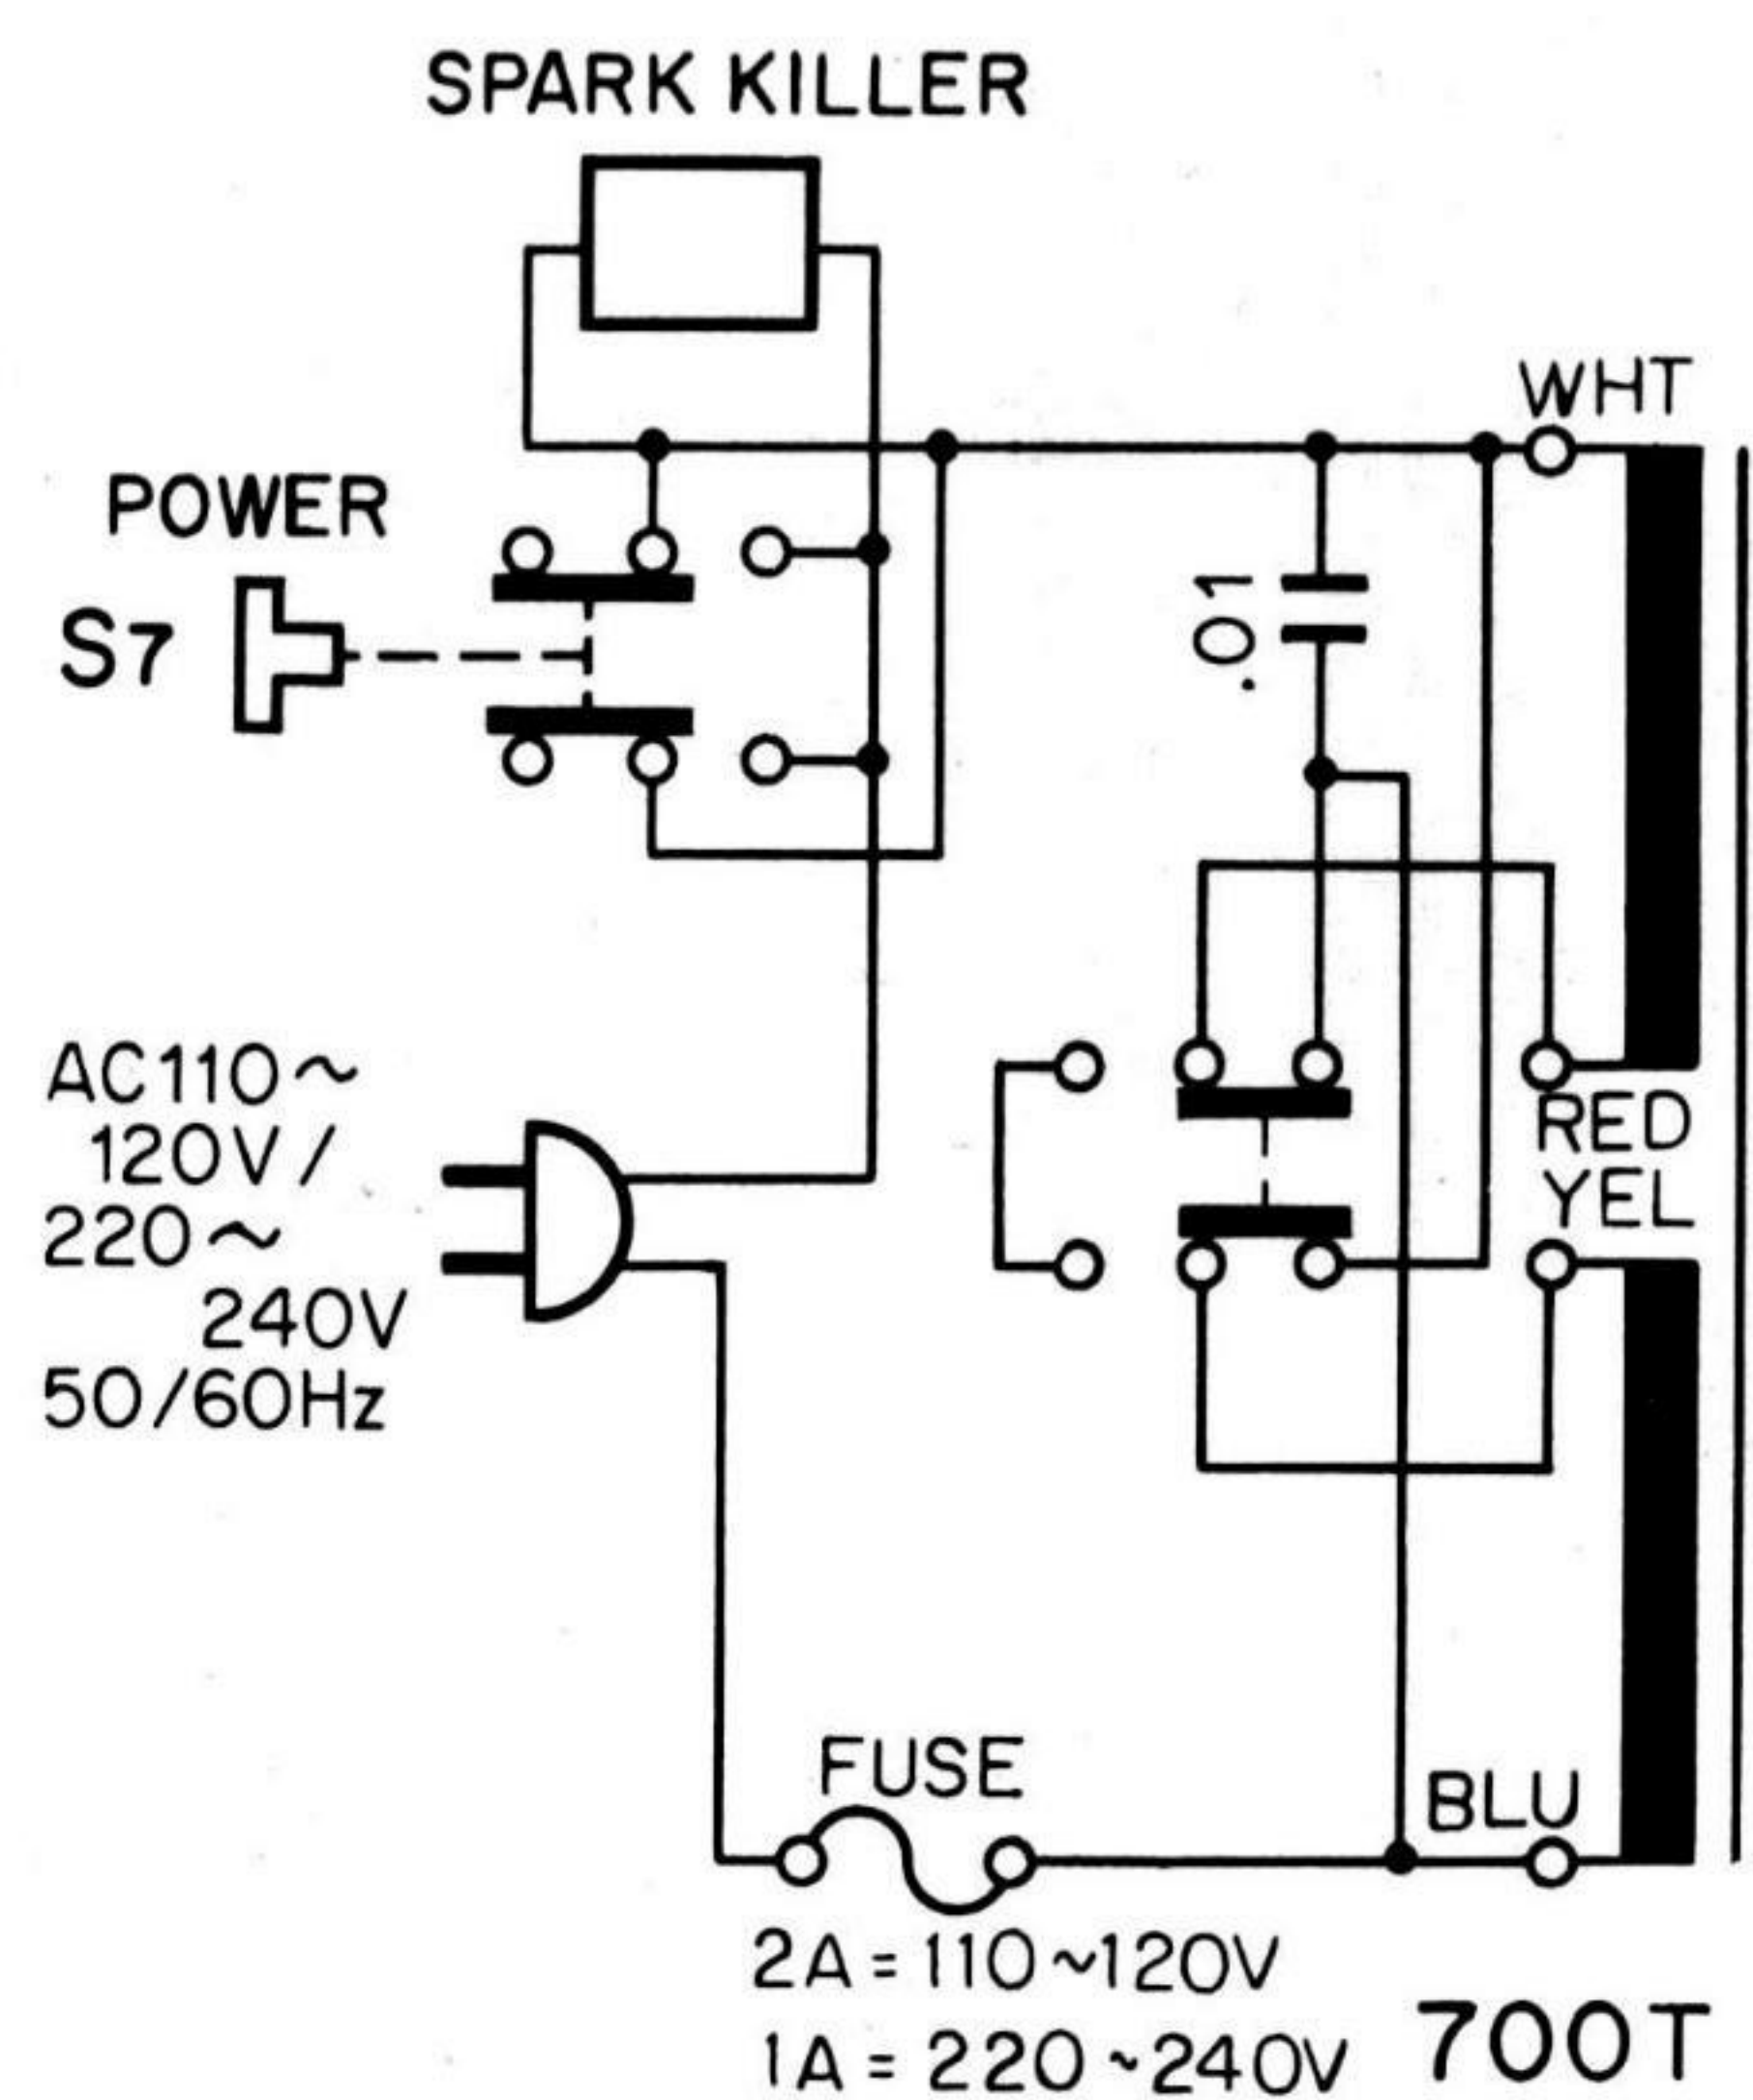 SPARK KILLER
WHT
POWER
S7
.01
AC110~
120V/
220~
240V
50/60Hz
RED
YEL
FUSE
BLU
2A = 110~120V
1A = 220~240V
700T